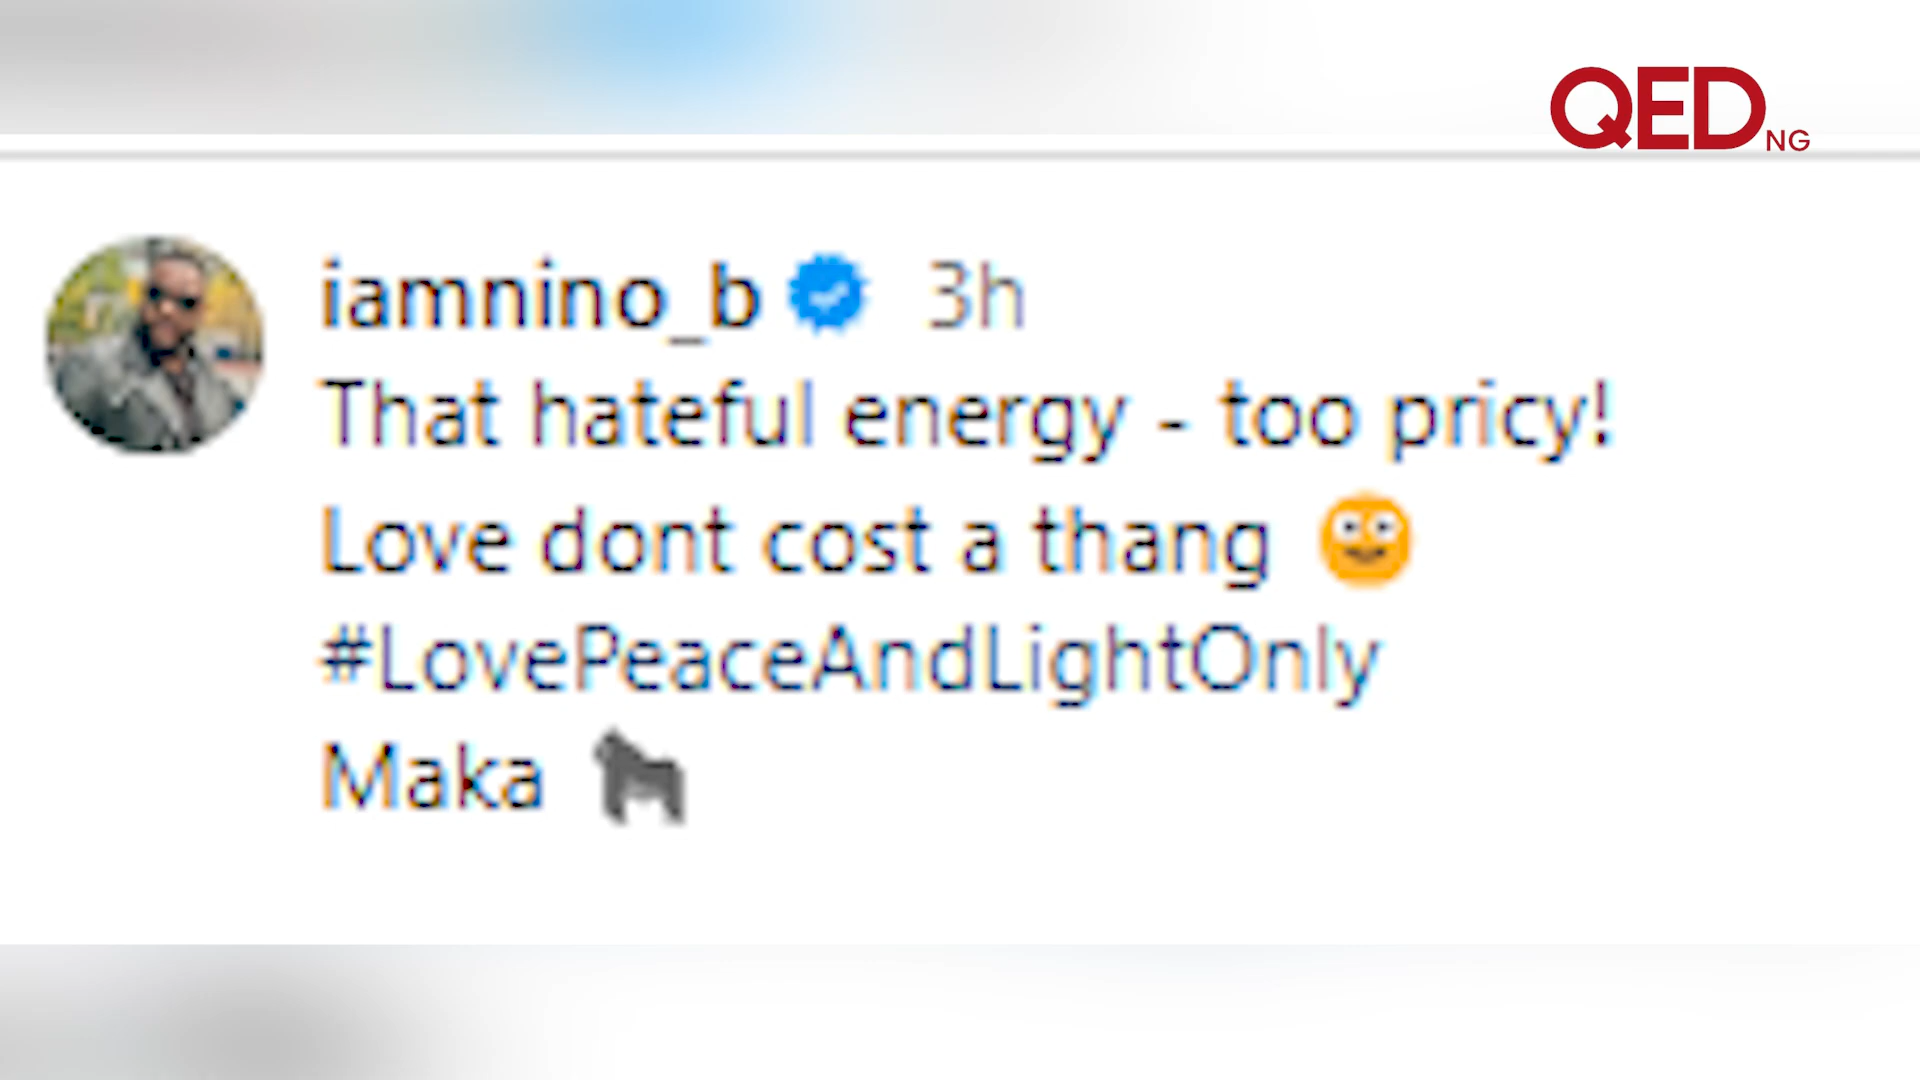 QED NG
iamnino_b 3h
That hateful energy - too pricy!
Love dont cost a thang
#LovePeaceAndLightOnly
Maka